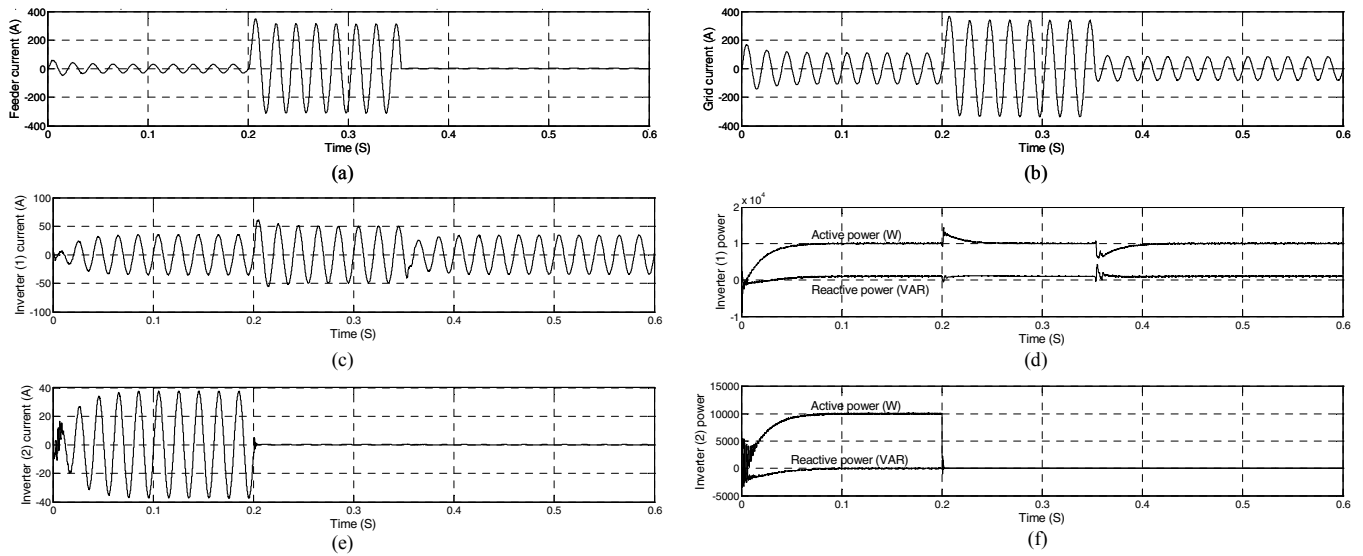 400
200
0
-200
-400
Feeder current (A)
0 0.1 0.2 0.3 0.4 0.5 0.6
Time (S)
(a)
400
200
0
-200
-400
Grid current (A)
0 0.1 0.2 0.3 0.4 0.5 0.6
Time (S)
(b)
100
50
0
-50
-100
Inverter (1) current (A)
0 0.1 0.2 0.3 0.4 0.5 0.6
Time (S)
(c)
x 10^4
2
1
0
-1
Inverter (1) power
Active power (W)
Reactive power (VAR)
0 0.1 0.2 0.3 0.4 0.5 0.6
Time (S)
(d)
40
20
0
-20
-40
Inverter (2) current (A)
0 0.1 0.2 0.3 0.4 0.5 0.6
Time (S)
(e)
15000
10000
5000
0
-5000
Inverter (2) power
Active power (W)
Reactive power (VAR)
0 0.1 0.2 0.3 0.4 0.5 0.6
Time (S)
(f)